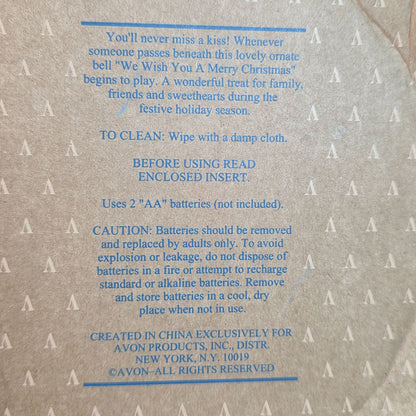 You'll never miss a kiss! Whenever
someone passes beneath this lovely ornate
bell "We Wish You A Merry Christmas"
begins to play. A wonderful treat for family,
friends and sweethearts during the
festive holiday season.
TO CLEAN: Wipe with a damp cloth.
BEFORE USING READ
ENCLOSED INSERT.
Uses 2 "AA" batteries (not included).
CAUTION: Batteries should be removed
and replaced by adults only. To avoid
explosion or leakage, do not dispose of
batteries in a fire or attempt to recharge
standard or alkaline batteries. Remove
and store batteries in a cool, dry
place when not in use.
CREATED IN CHINA EXCLUSIVELY FOR
AVON PRODUCTS, INC., DISTR.
NEW YORK, N.Y. 10019
©AVON–ALL RIGHTS RESERVED